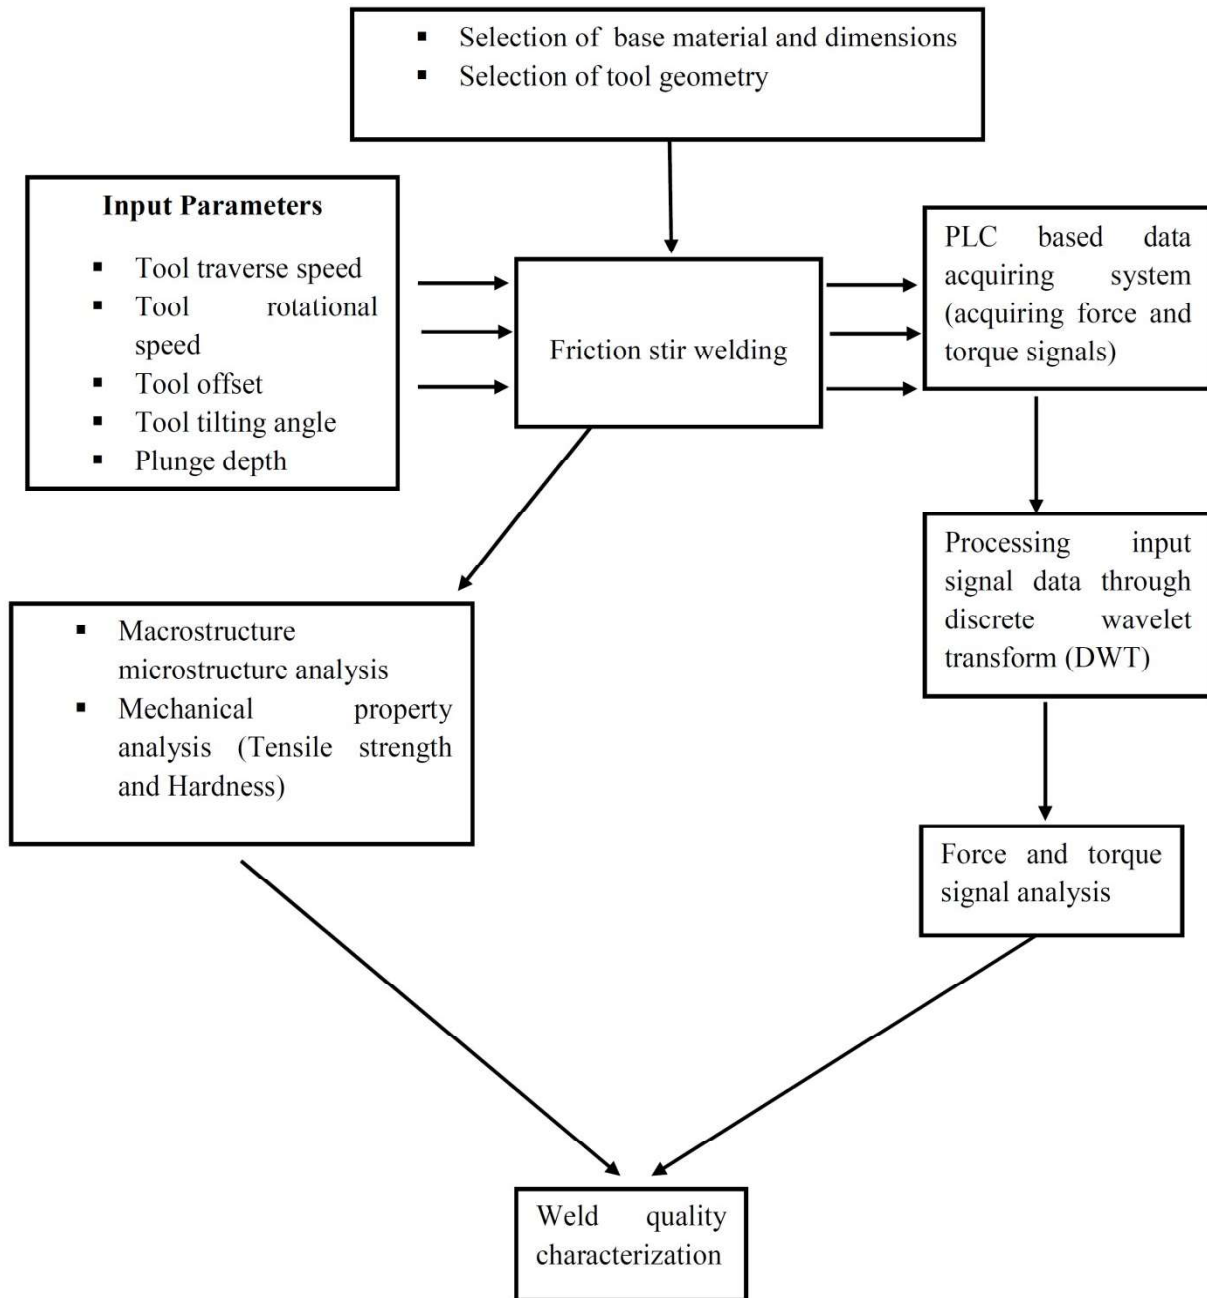 ▪ Selection of base material and dimensions
▪ Selection of tool geometry
Input Parameters
▪ Tool traverse speed
▪ Tool rotational
speed
▪ Tool offset
▪ Tool tilting angle
▪ Plunge depth
Friction stir welding
PLC based data
acquiring system
(acquiring force and
torque signals)
Processing input
signal data through
discrete wavelet
transform (DWT)
▪ Macrostructure
microstructure analysis
▪ Mechanical property
analysis (Tensile strength
and Hardness)
Force and torque
signal analysis
Weld quality
characterization